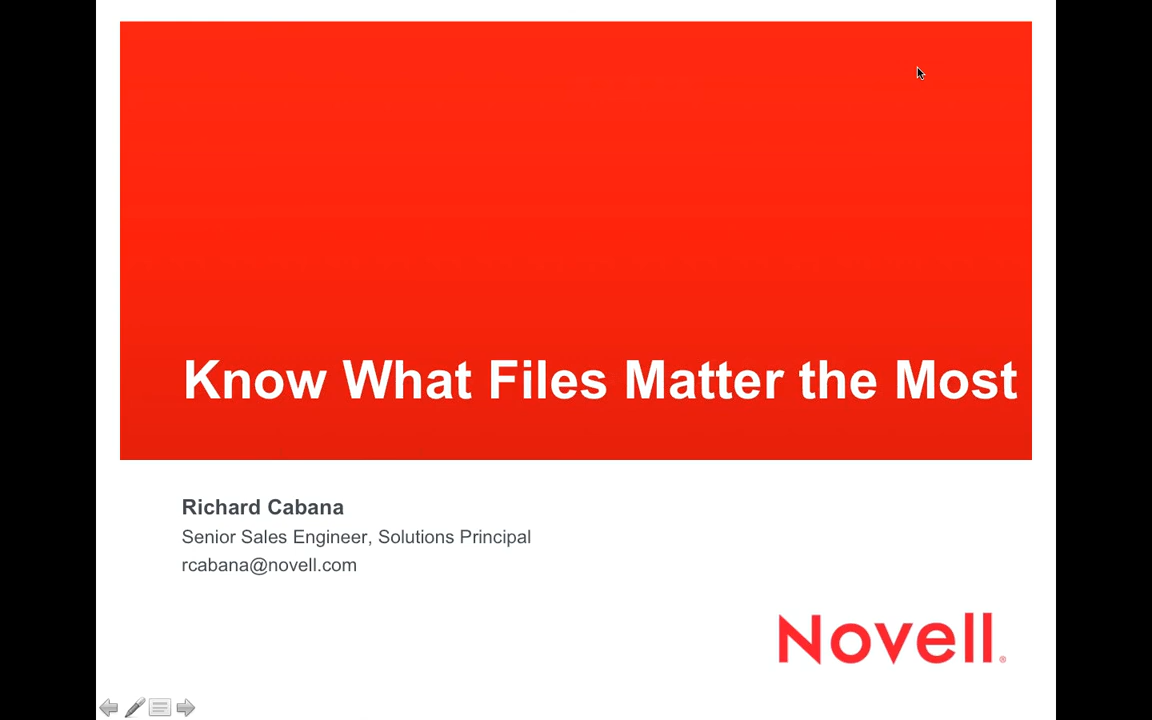 Know What Files Matter the Most
Richard Cabana
Senior Sales Engineer, Solutions Principal
rcabana@novell.com
Novell®